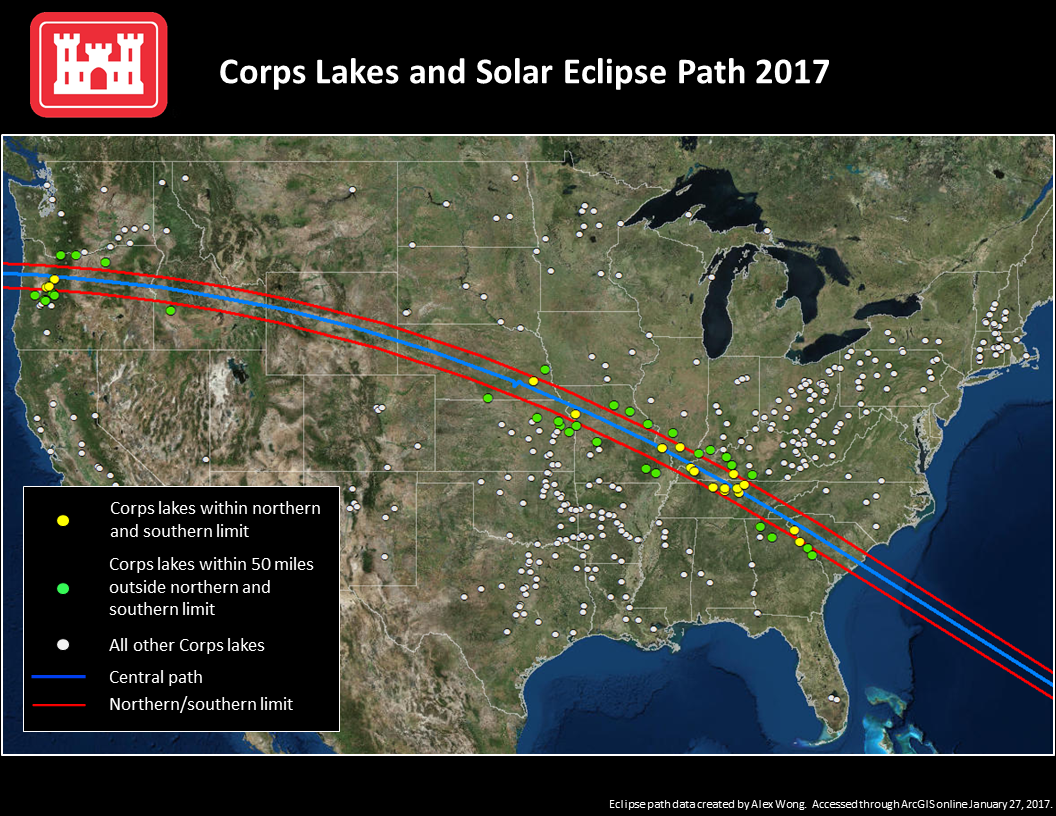 Corps Lakes and Solar Eclipse Path 2017
Corps lakes within northern
and southern limit
Corps lakes within 50 miles
outside northern and
southern limit
All other Corps lakes
Central path
Northern/southern limit
Eclipse path data created by Alex Wong. Accessed through ArcGIS online January 27, 2017.